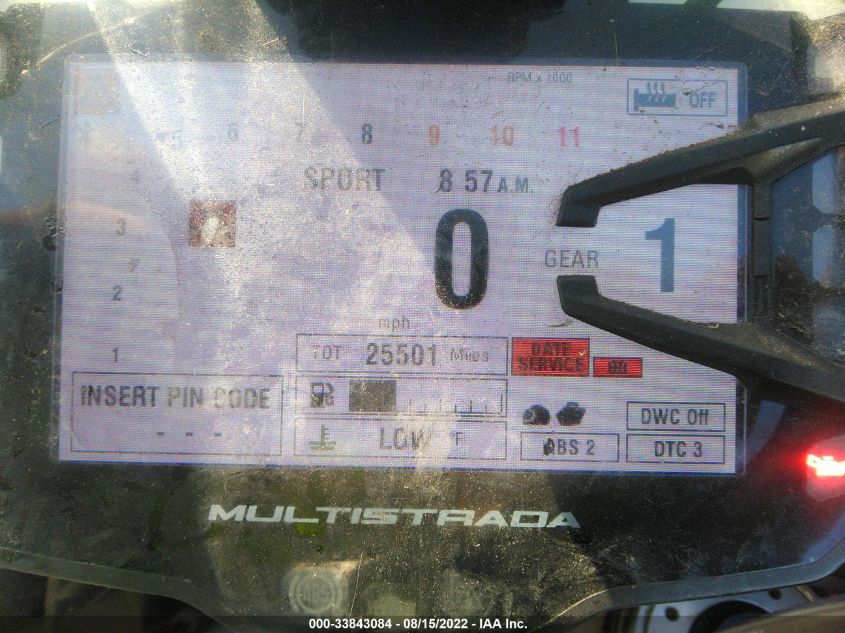 RPM x 1000
OFF
5 6 7 8 9 10 11
4
SPORT 8 57 A.M.
3
0
GEAR 1
2
mph
1
TOT 25501 Miles
DATE SERVICE
INSERT PIN CODE
- - -
DWC Off
LOW °F
ABS 2
DTC 3
MULTISTRADA
ABS
000-33843084 - 08/15/2022 - IAA Inc.